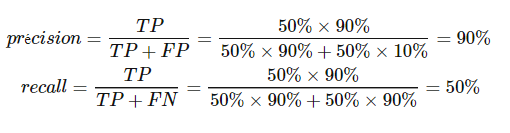 precision = TP / (TP + FP) = (50% × 90%) / (50% × 90% + 50% × 10%) = 90%
recall = TP / (TP + FN) = (50% × 90%) / (50% × 90% + 50% × 90%) = 50%